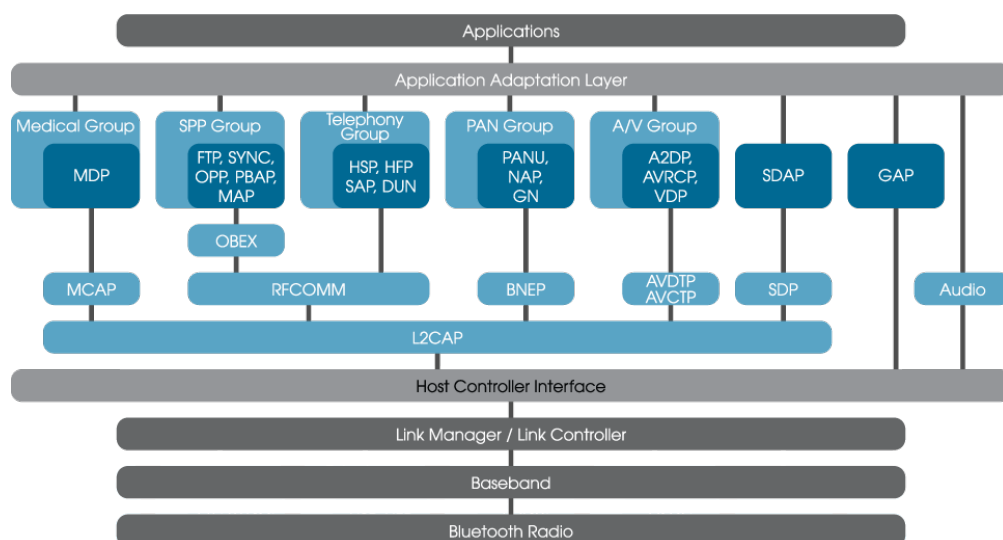 Applications
Application Adaptation Layer
Medical Group
MDP
SPP Group
FTP, SYNC,
OPP, PBAP,
MAP
Telephony
Group
HSP, HFP
SAP, DUN
PAN Group
PANU,
NAP,
GN
A/V Group
A2DP,
AVRCP,
VDP
SDAP
GAP
OBEX
MCAP
RFCOMM
BNEP
AVDTP
AVCTP
SDP
Audio
L2CAP
Host Controller Interface
Link Manager / Link Controller
Baseband
Bluetooth Radio